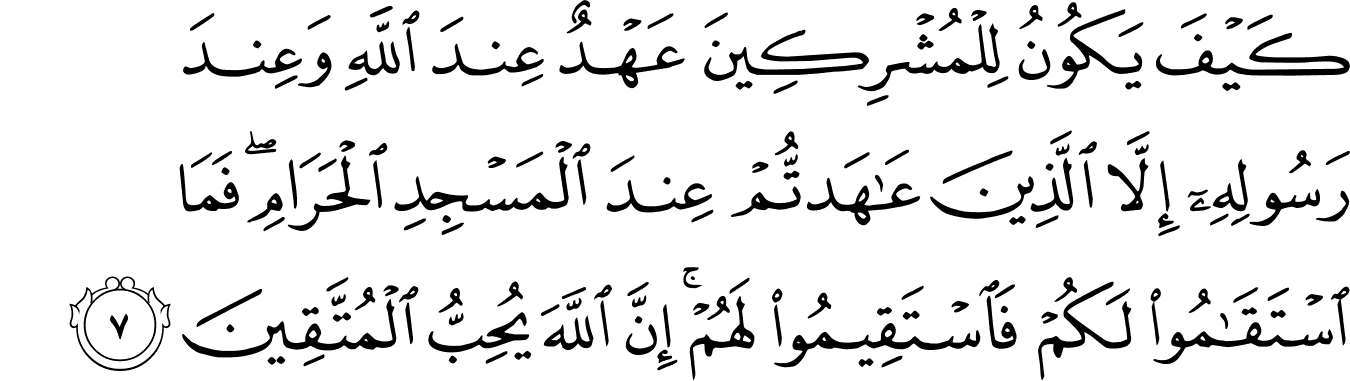 كَيْفَ يَكُونُ لِلْمُشْرِكِينَ عَهْدٌ عِندَ ٱللَّهِ وَعِندَ
رَسُولِهِۦٓ إِلَّا ٱلَّذِينَ عَـٰهَدتُّمْ عِندَ ٱلْمَسْجِدِ ٱلْحَرَامِ ۖ فَمَا
ٱسْتَقَـٰمُوا۟ لَكُمْ فَٱسْتَقِيمُوا۟ لَهُمْ ۚ إِنَّ ٱللَّهَ يُحِبُّ ٱلْمُتَّقِينَ ٧